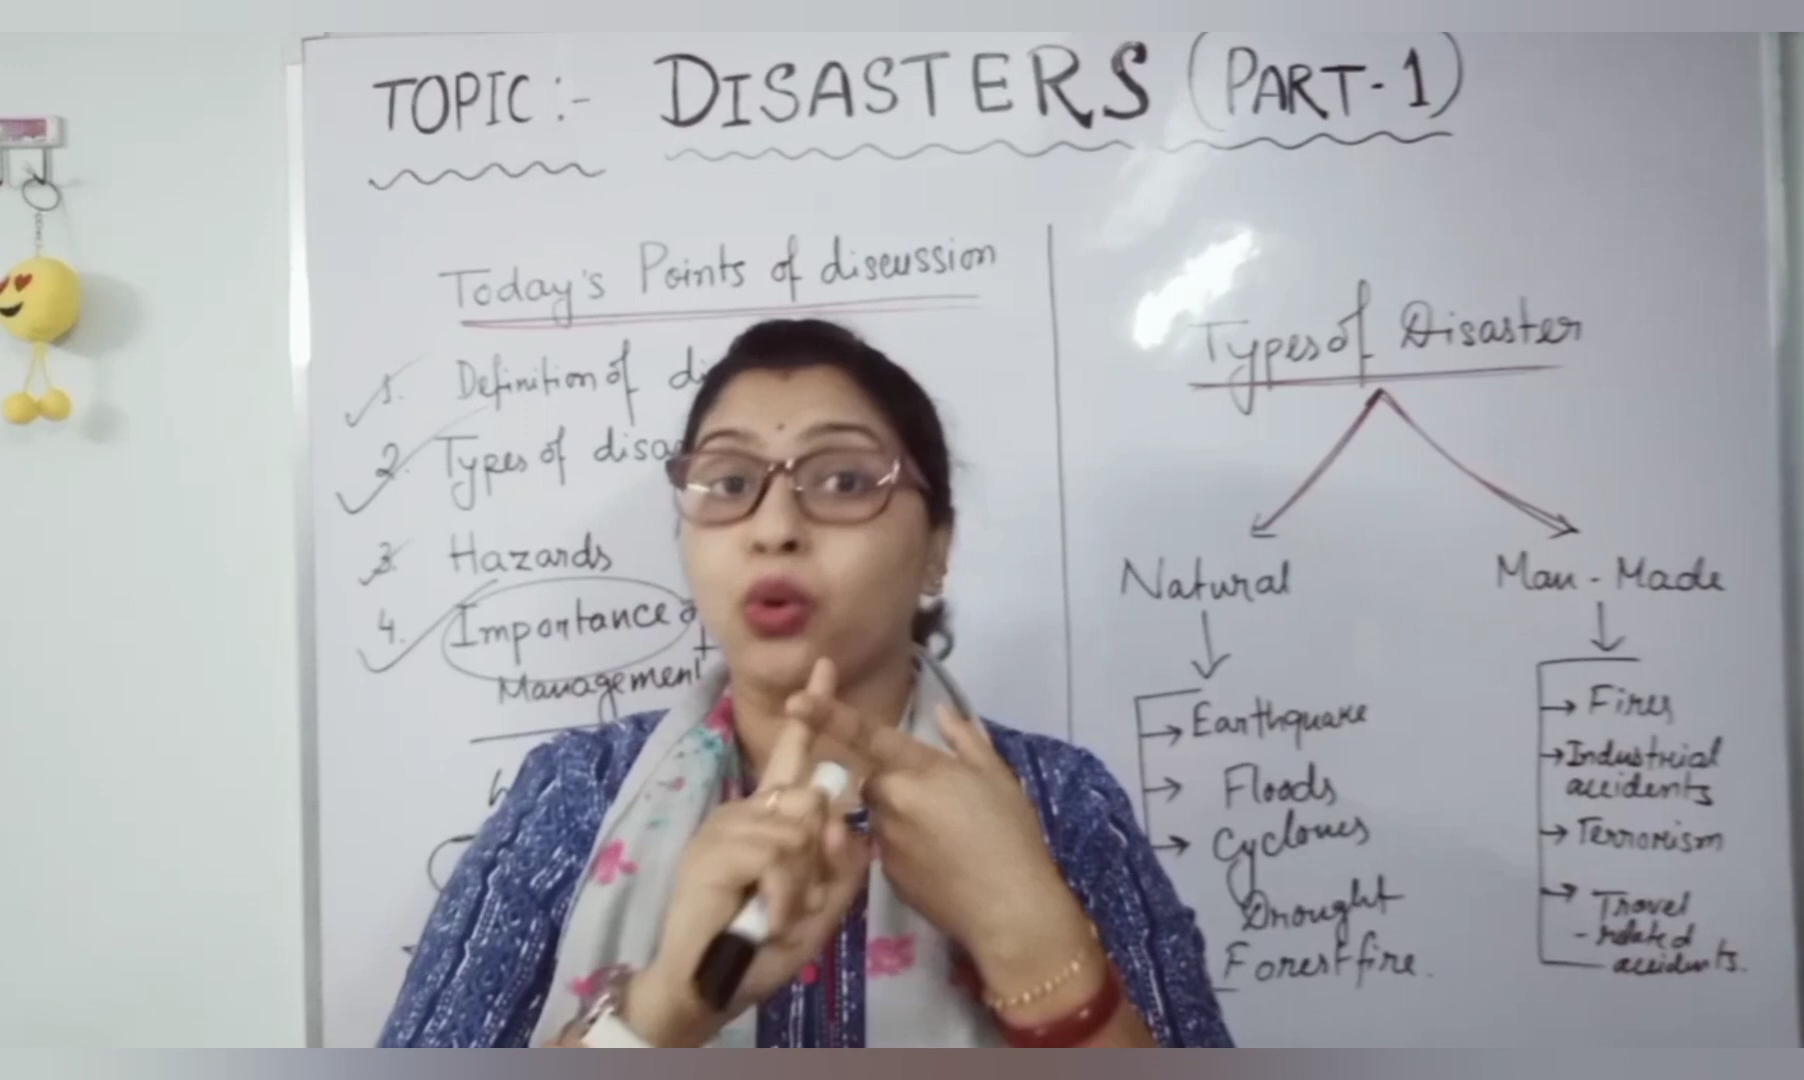 TOPIC :- DISASTERS (PART-1)
Today's Points of discussion
1. Definition of
2. Types of
3. Hazards
4. Importance
Management
Types of Disaster
Natural
Earthquake
Floods
Cyclones
Drought
Forest fire.
Man-Made
Fires
Industrial
accidents
Terrorism
Travel
- related
accidents.